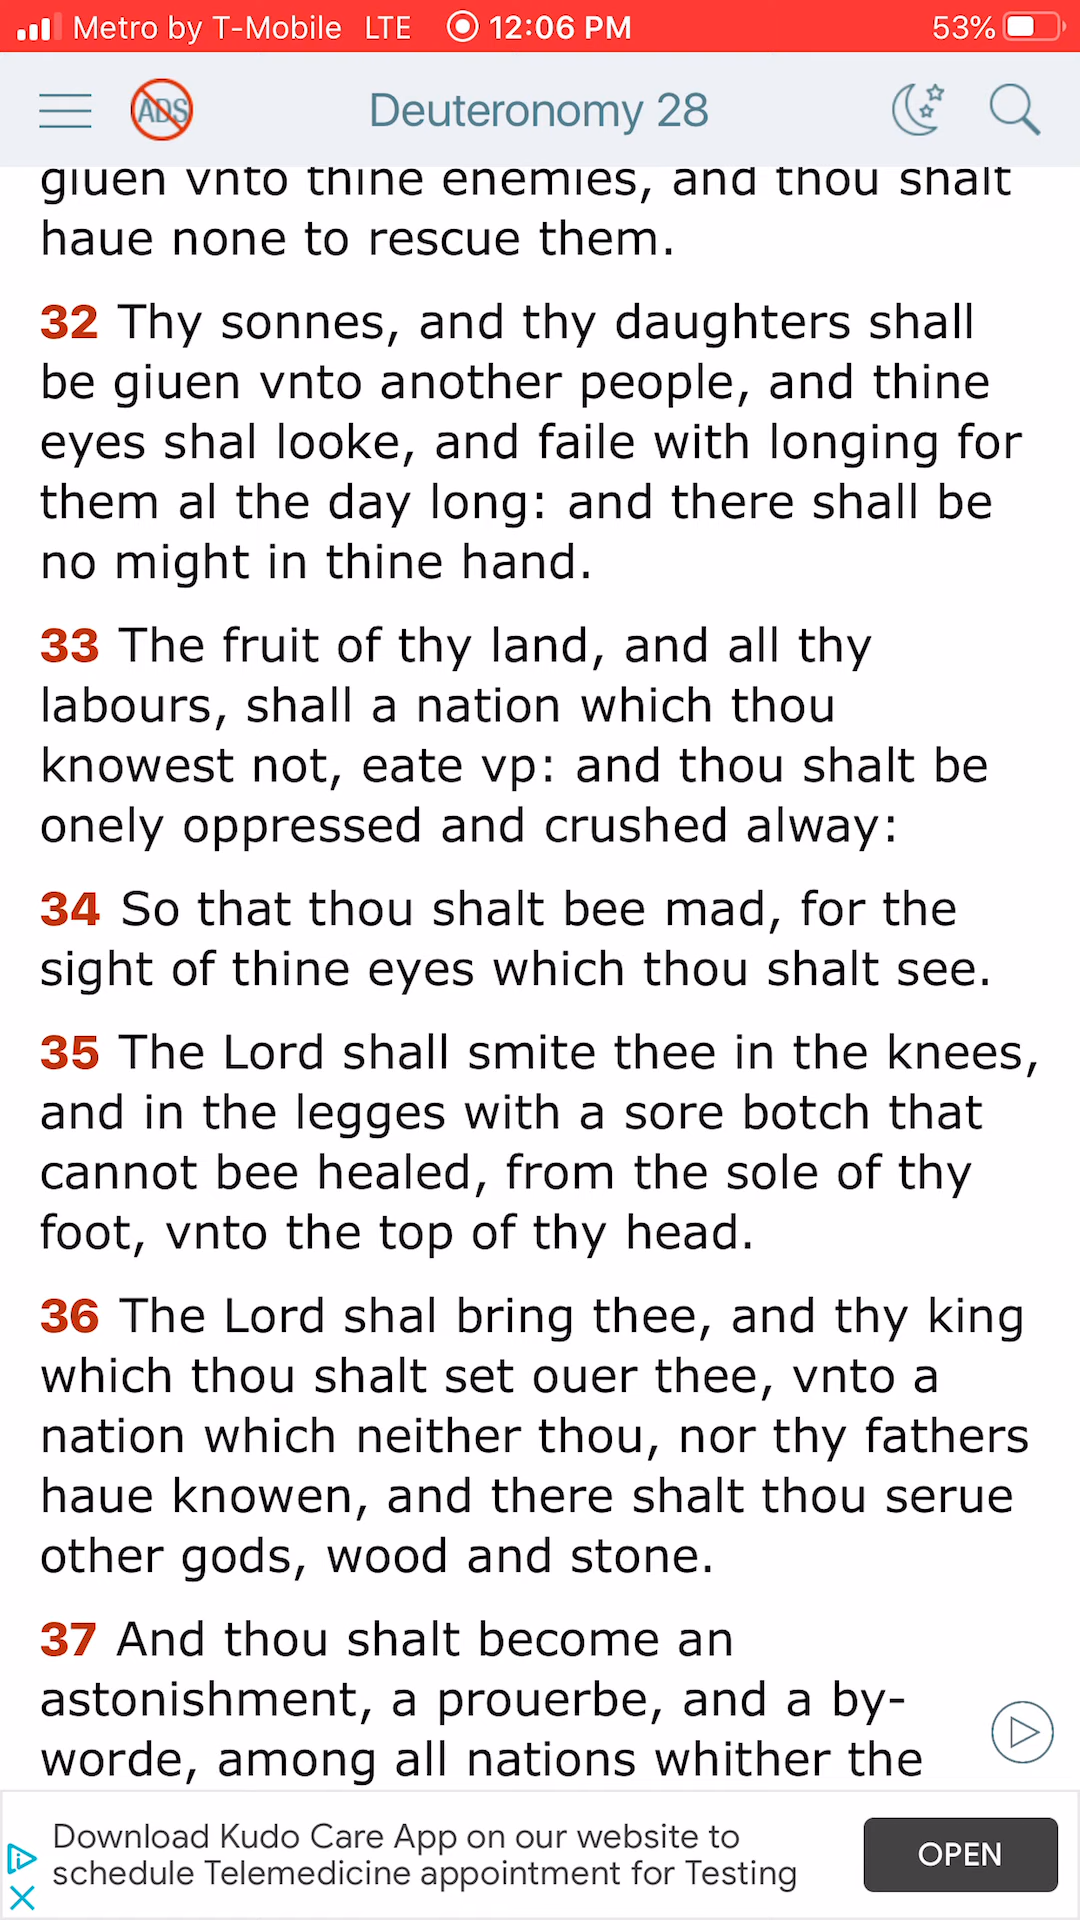 Metro by T-Mobile LTE 12:06 PM 53%
ADS Deuteronomy 28
giuen vnto thine enemies, and thou shalt
haue none to rescue them.
32 Thy sonnes, and thy daughters shall
be giuen vnto another people, and thine
eyes shal looke, and faile with longing for
them al the day long: and there shall be
no might in thine hand.
33 The fruit of thy land, and all thy
labours, shall a nation which thou
knowest not, eate vp: and thou shalt be
onely oppressed and crushed alway:
34 So that thou shalt bee mad, for the
sight of thine eyes which thou shalt see.
35 The Lord shall smite thee in the knees,
and in the legges with a sore botch that
cannot bee healed, from the sole of thy
foot, vnto the top of thy head.
36 The Lord shal bring thee, and thy king
which thou shalt set ouer thee, vnto a
nation which neither thou, nor thy fathers
haue knowen, and there shalt thou serue
other gods, wood and stone.
37 And thou shalt become an
astonishment, a prouerbe, and a by-
worde, among all nations whither the
Download Kudo Care App on our website to
schedule Telemedicine appointment for Testing
OPEN